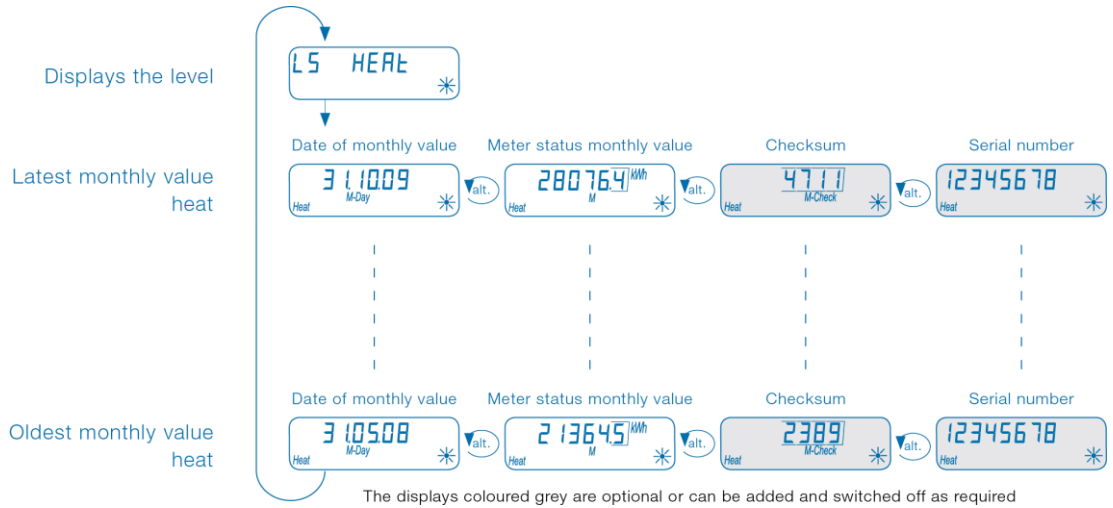 Displays the level
L5 HEAt
Date of monthly value Meter status monthly value Checksum Serial number
Latest monthly value
heat
31.10.09 M-Day Heat alt. 28076.4 kWh M Heat alt. 4711 M-Check Heat alt. 12345678 Heat
Date of monthly value Meter status monthly value Checksum Serial number
Oldest monthly value
heat
31.05.08 M-Day Heat alt. 21364.5 kWh M Heat alt. 2389 M-Check Heat alt. 12345678 Heat
The displays coloured grey are optional or can be added and switched off as required